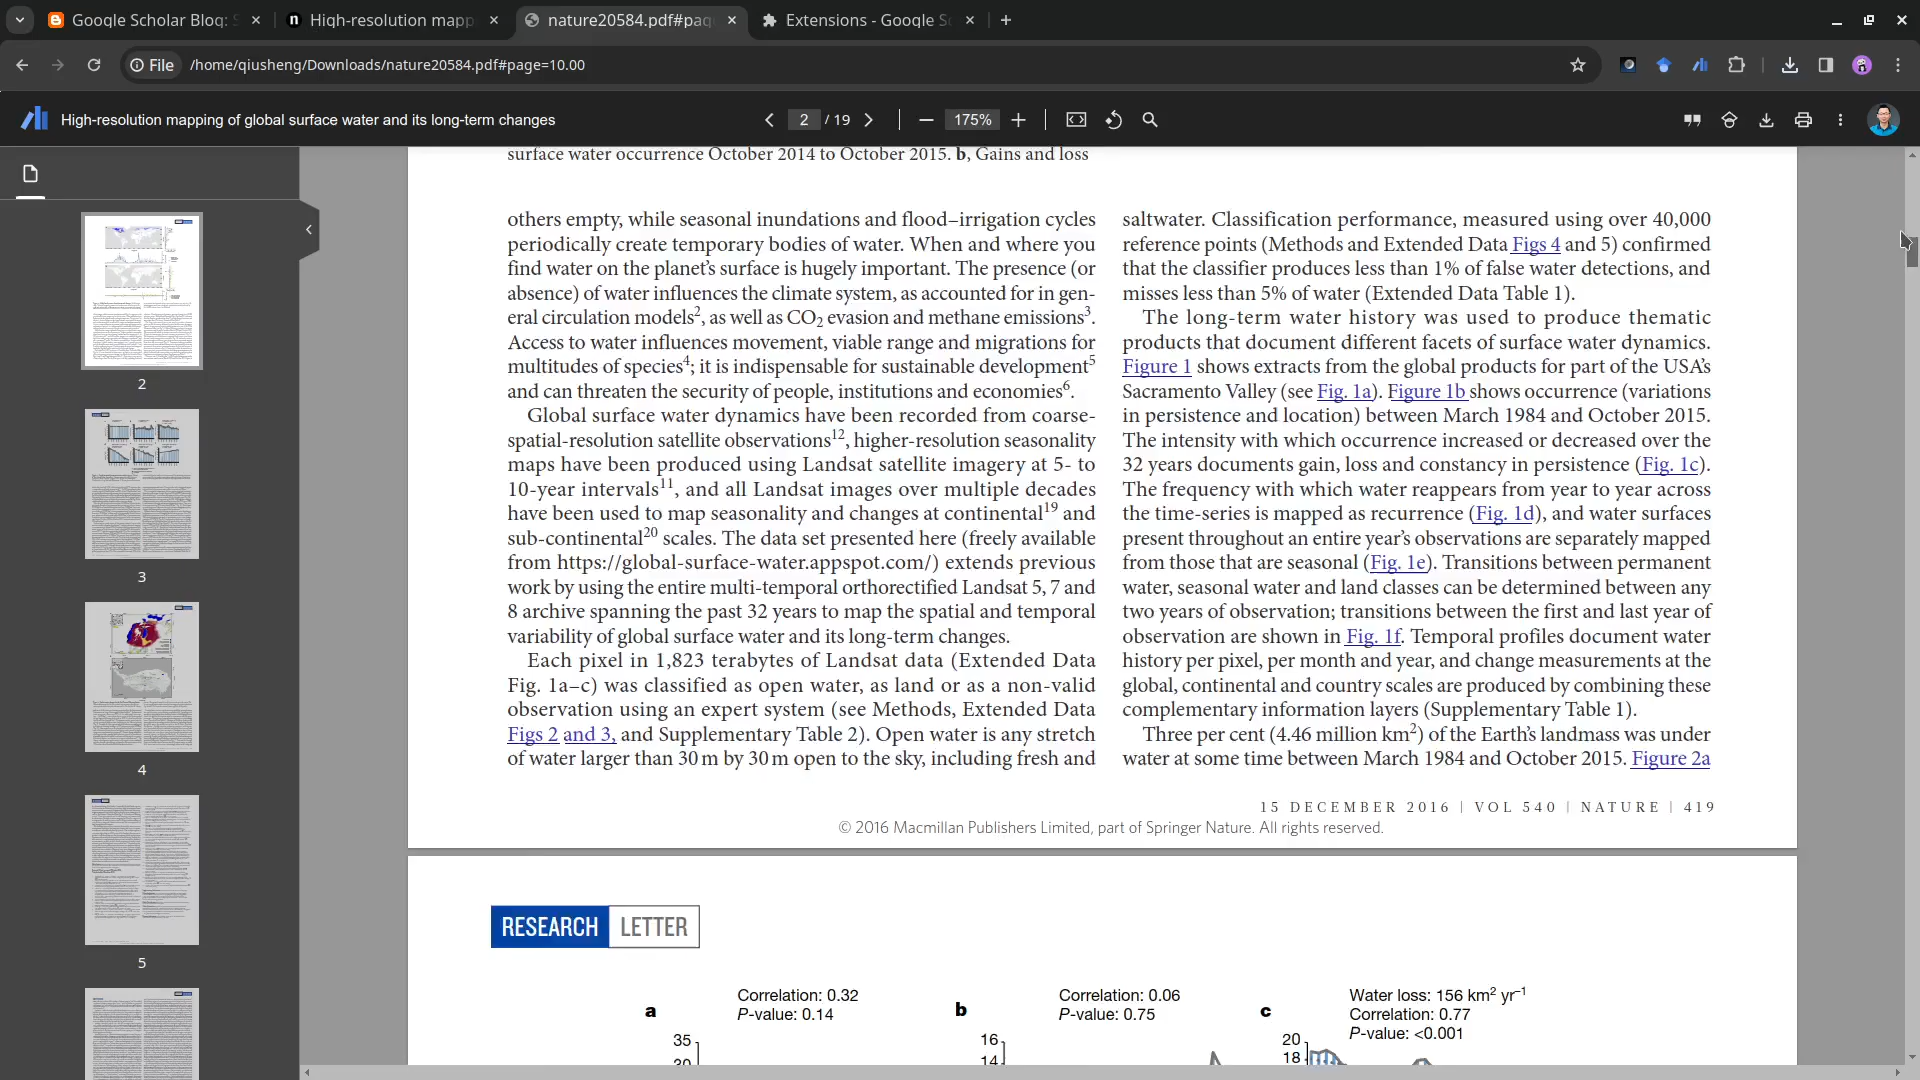 Google Scholar Blog: S
High-resolution mapp
nature20584.pdf#pag
Extensions - Google S
File
/home/qiusheng/Downloads/nature20584.pdf#page=10.00
High-resolution mapping of global surface water and its long-term changes
2 / 19
175%
2
3
4
5
surface water occurrence October 2014 to October 2015. b, Gains and loss
others empty, while seasonal inundations and flood–irrigation cycles
periodically create temporary bodies of water. When and where you
find water on the planet's surface is hugely important. The presence (or
absence) of water influences the climate system, as accounted for in gen-
eral circulation models2, as well as CO2 evasion and methane emissions3.
Access to water influences movement, viable range and migrations for
multitudes of species4; it is indispensable for sustainable development5
and can threaten the security of people, institutions and economies6.
Global surface water dynamics have been recorded from coarse-
spatial-resolution satellite observations12, higher-resolution seasonality
maps have been produced using Landsat satellite imagery at 5- to
10-year intervals11, and all Landsat images over multiple decades
have been used to map seasonality and changes at continental19 and
sub-continental20 scales. The data set presented here (freely available
from https://global-surface-water.appspot.com/) extends previous
work by using the entire multi-temporal orthorectified Landsat 5, 7 and
8 archive spanning the past 32 years to map the spatial and temporal
variability of global surface water and its long-term changes.
Each pixel in 1,823 terabytes of Landsat data (Extended Data
Fig. 1a–c) was classified as open water, as land or as a non-valid
observation using an expert system (see Methods, Extended Data
Figs 2 and 3, and Supplementary Table 2). Open water is any stretch
of water larger than 30 m by 30 m open to the sky, including fresh and
saltwater. Classification performance, measured using over 40,000
reference points (Methods and Extended Data Figs 4 and 5) confirmed
that the classifier produces less than 1% of false water detections, and
misses less than 5% of water (Extended Data Table 1).
The long-term water history was used to produce thematic
products that document different facets of surface water dynamics.
Figure 1 shows extracts from the global products for part of the USA's
Sacramento Valley (see Fig. 1a). Figure 1b shows occurrence (variations
in persistence and location) between March 1984 and October 2015.
The intensity with which occurrence increased or decreased over the
32 years documents gain, loss and constancy in persistence (Fig. 1c).
The frequency with which water reappears from year to year across
the time-series is mapped as recurrence (Fig. 1d), and water surfaces
present throughout an entire year's observations are separately mapped
from those that are seasonal (Fig. 1e). Transitions between permanent
water, seasonal water and land classes can be determined between any
two years of observation; transitions between the first and last year of
observation are shown in Fig. 1f. Temporal profiles document water
history per pixel, per month and year, and change measurements at the
global, continental and country scales are produced by combining these
complementary information layers (Supplementary Table 1).
Three per cent (4.46 million km2) of the Earth's landmass was under
water at some time between March 1984 and October 2015. Figure 2a
15 DECEMBER 2016 | VOL 540 | NATURE | 419
© 2016 Macmillan Publishers Limited, part of Springer Nature. All rights reserved.
RESEARCH LETTER
a
Correlation: 0.32
P-value: 0.14
35
30
b
Correlation: 0.06
P-value: 0.75
16
14
c
Water loss: 156 km2 yr−1
Correlation: 0.77
P-value: <0.001
20
18